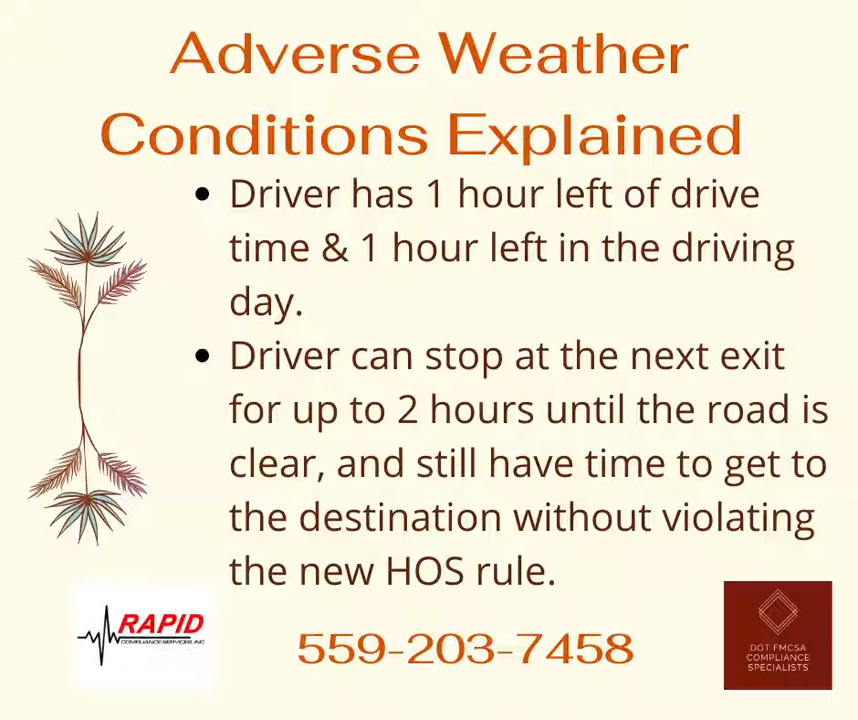 Adverse Weather
Conditions Explained
• Driver has 1 hour left of drive
time & 1 hour left in the driving
day.
• Driver can stop at the next exit
for up to 2 hours until the road is
clear, and still have time to get to
the destination without violating
the new HOS rule.
RAPID
COMPLIANCE SERVICES, INC
559-203-7458
DOT FMCSA
COMPLIANCE
SPECIALISTS